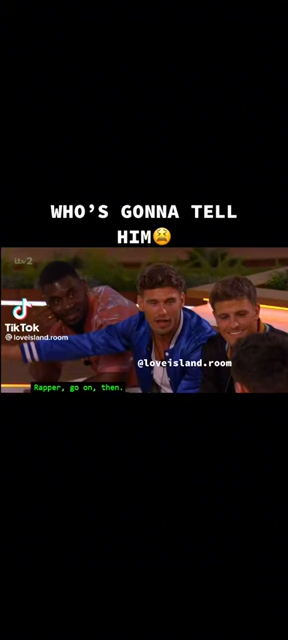 WHO'S GONNA TELL
HIM😫
itv2
TikTok
@loveisland.room
@loveisland.room
Rapper, go on, then.